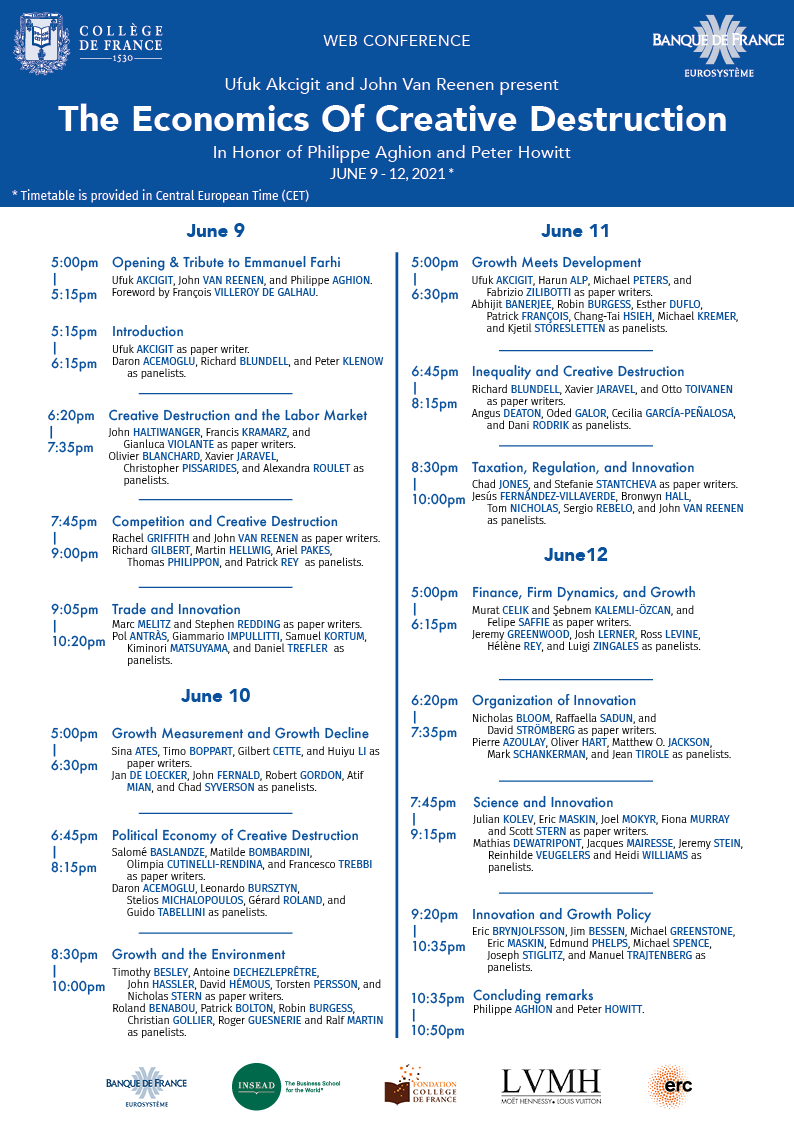 COLLÈGE
DE FRANCE
1530
WEB CONFERENCE
BANQUE DE FRANCE
EUROSYSTÈME
Ufuk Akcigit and John Van Reenen present
The Economics Of Creative Destruction
In Honor of Philippe Aghion and Peter Howitt
JUNE 9 - 12, 2021 *
* Timetable is provided in Central European Time (CET)
June 9
5:00pm
|
5:15pm
Opening & Tribute to Emmanuel Farhi
Ufuk AKCIGIT, John VAN REENEN, and Philippe AGHION.
Foreword by François VILLEROY DE GALHAU.
5:15pm
|
6:15pm
Introduction
Ufuk AKCIGIT as paper writer.
Daron ACEMOGLU, Richard BLUNDELL, and Peter KLENOW
as panelists.
6:20pm
|
7:35pm
Creative Destruction and the Labor Market
John HALTIWANGER, Francis KRAMARZ, and
Gianluca VIOLANTE as paper writers.
Olivier BLANCHARD, Xavier JARAVEL,
Christopher PISSARIDES, and Alexandra ROULET as
panelists.
7:45pm
|
9:00pm
Competition and Creative Destruction
Rachel GRIFFITH and John VAN REENEN as paper writers.
Richard GILBERT, Martin HELLWIG, Ariel PAKES,
Thomas PHILIPPON, and Patrick REY as panelists.
9:05pm
|
10:20pm
Trade and Innovation
Marc MELITZ and Stephen REDDING as paper writers.
Pol ANTRÀS, Giammario IMPULLITTI, Samuel KORTUM,
Kiminori MATSUYAMA, and Daniel TREFLER as
panelists.
June 10
5:00pm
|
6:30pm
Growth Measurement and Growth Decline
Sina ATES, Timo BOPPART, Gilbert CETTE, and Huiyu LI as
paper writers.
Jan DE LOECKER, John FERNALD, Robert GORDON, Atif
MIAN, and Chad SYVERSON as panelists.
6:45pm
|
8:15pm
Political Economy of Creative Destruction
Salomé BASLANDZE, Matilde BOMBARDINI,
Olimpia CUTINELLI-RENDINA, and Francesco TREBBI
as paper writers.
Daron ACEMOGLU, Leonardo BURSZTYN,
Stelios MICHALOPOULOS, Gérard ROLAND, and
Guido TABELLINI as panelists.
8:30pm
|
10:00pm
Growth and the Environment
Timothy BESLEY, Antoine DECHEZLEPRÊTRE,
John HASSLER, David HÉMOUS, Torsten PERSSON, and
Nicholas STERN as paper writers.
Roland BENABOU, Patrick BOLTON, Robin BURGESS,
Christian GOLLIER, Roger GUESNERIE and Ralf MARTIN
as panelists.
June 11
5:00pm
|
6:30pm
Growth Meets Development
Ufuk AKCIGIT, Harun ALP, Michael PETERS, and
Fabrizio ZILIBOTTI as paper writers.
Abhijit BANERJEE, Robin BURGESS, Esther DUFLO,
Patrick FRANÇOIS, Chang-Tai HSIEH, Michael KREMER,
and Kjetil STORESLETTEN as panelists.
6:45pm
|
8:15pm
Inequality and Creative Destruction
Richard BLUNDELL, Xavier JARAVEL, and Otto TOIVANEN
as paper writers.
Angus DEATON, Oded GALOR, Cecilia GARCÍA-PEÑALOSA,
and Dani RODRIK as panelists.
8:30pm
|
10:00pm
Taxation, Regulation, and Innovation
Chad JONES, and Stefanie STANTCHEVA as paper writers.
Jesús FERNÁNDEZ-VILLAVERDE, Bronwyn HALL,
Tom NICHOLAS, Sergio REBELO, and John VAN REENEN
as panelists.
June12
5:00pm
|
6:15pm
Finance, Firm Dynamics, and Growth
Murat CELIK and Şebnem KALEMLI-ÖZCAN, and
Felipe SAFFIE as paper writers.
Jeremy GREENWOOD, Josh LERNER, Ross LEVINE,
Hélène REY, and Luigi ZINGALES as panelists.
6:20pm
|
7:35pm
Organization of Innovation
Nicholas BLOOM, Raffaella SADUN, and
David STRÖMBERG as paper writers.
Pierre AZOULAY, Oliver HART, Matthew O. JACKSON,
Mark SCHANKERMAN, and Jean TIROLE as panelists.
7:45pm
|
9:15pm
Science and Innovation
Julian KOLEV, Eric MASKIN, Joel MOKYR, Fiona MURRAY
and Scott STERN as paper writers.
Mathias DEWATRIPONT, Jacques MAIRESSE, Jeremy STEIN,
Reinhilde VEUGELERS and Heidi WILLIAMS as
panelists.
9:20pm
|
10:35pm
Innovation and Growth Policy
Eric BRYNJOLFSSON, Jim BESSEN, Michael GREENSTONE,
Eric MASKIN, Edmund PHELPS, Michael SPENCE,
Joseph STIGLITZ, and Manuel TRAJTENBERG as
panelists.
10:35pm
|
10:50pm
Concluding remarks
Philippe AGHION and Peter HOWITT.
BANQUE DE FRANCE
EUROSYSTÈME
INSEAD
The Business School
for the World®
FONDATION
COLLÈGE
DE FRANCE
LVMH
MOËT HENNESSY • LOUIS VUITTON
erc